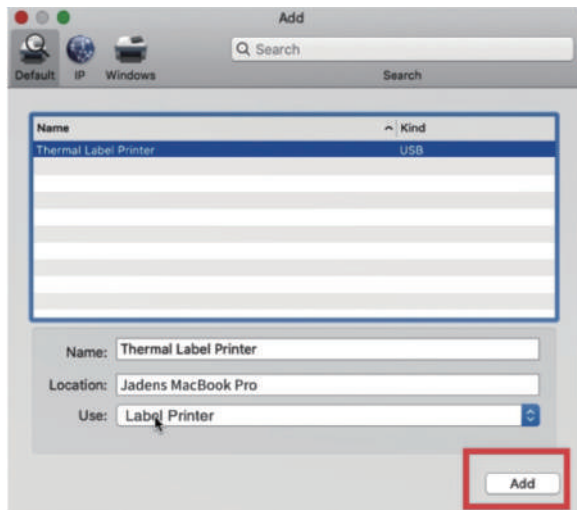 Add
Search
Default IP Windows Search
Name Kind
Thermal Label Printer USB
Name: Thermal Label Printer
Location: Jadens MacBook Pro
Use: Label Printer
Add